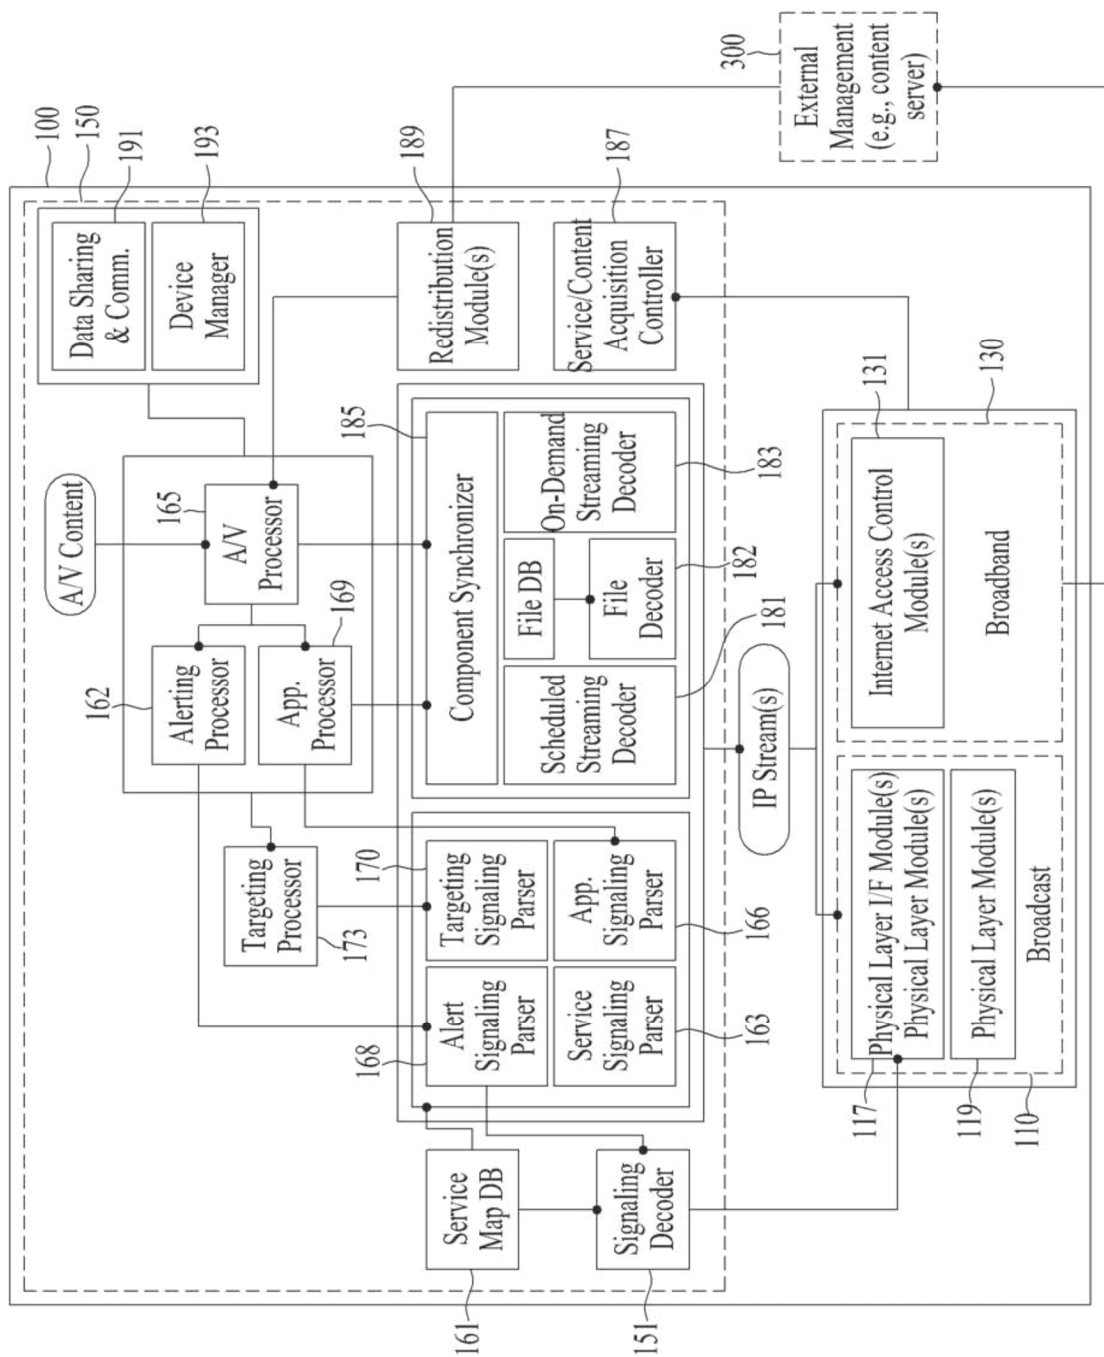 100
150
Data Sharing
& Comm.
191
Device
Manager
193
A/V Content
165
A/V
Processor
162
Alerting
Processor
169
App.
Processor
Targeting
Processor
173
Redistribution
Module(s)
189
300
External
Management
(e.g., content
server)
Service/Content
Acquisition
Controller
187
185
Component Synchronizer
On-Demand
Streaming
Decoder
183
File DB
File
Decoder
182
Scheduled
Streaming
Decoder
181
170
Targeting
Signaling
Parser
App.
Signaling
Parser
166
168
Alert
Signaling
Parser
Service
Signaling
Parser
163
Service
Map DB
161
Signaling
Decoder
151
IP Stream(s)
131
130
Internet Access Control
Module(s)
Broadband
Physical Layer I/F Module(s)
Physical Layer Module(s)
117
Physical Layer Module(s)
119
Broadcast
110